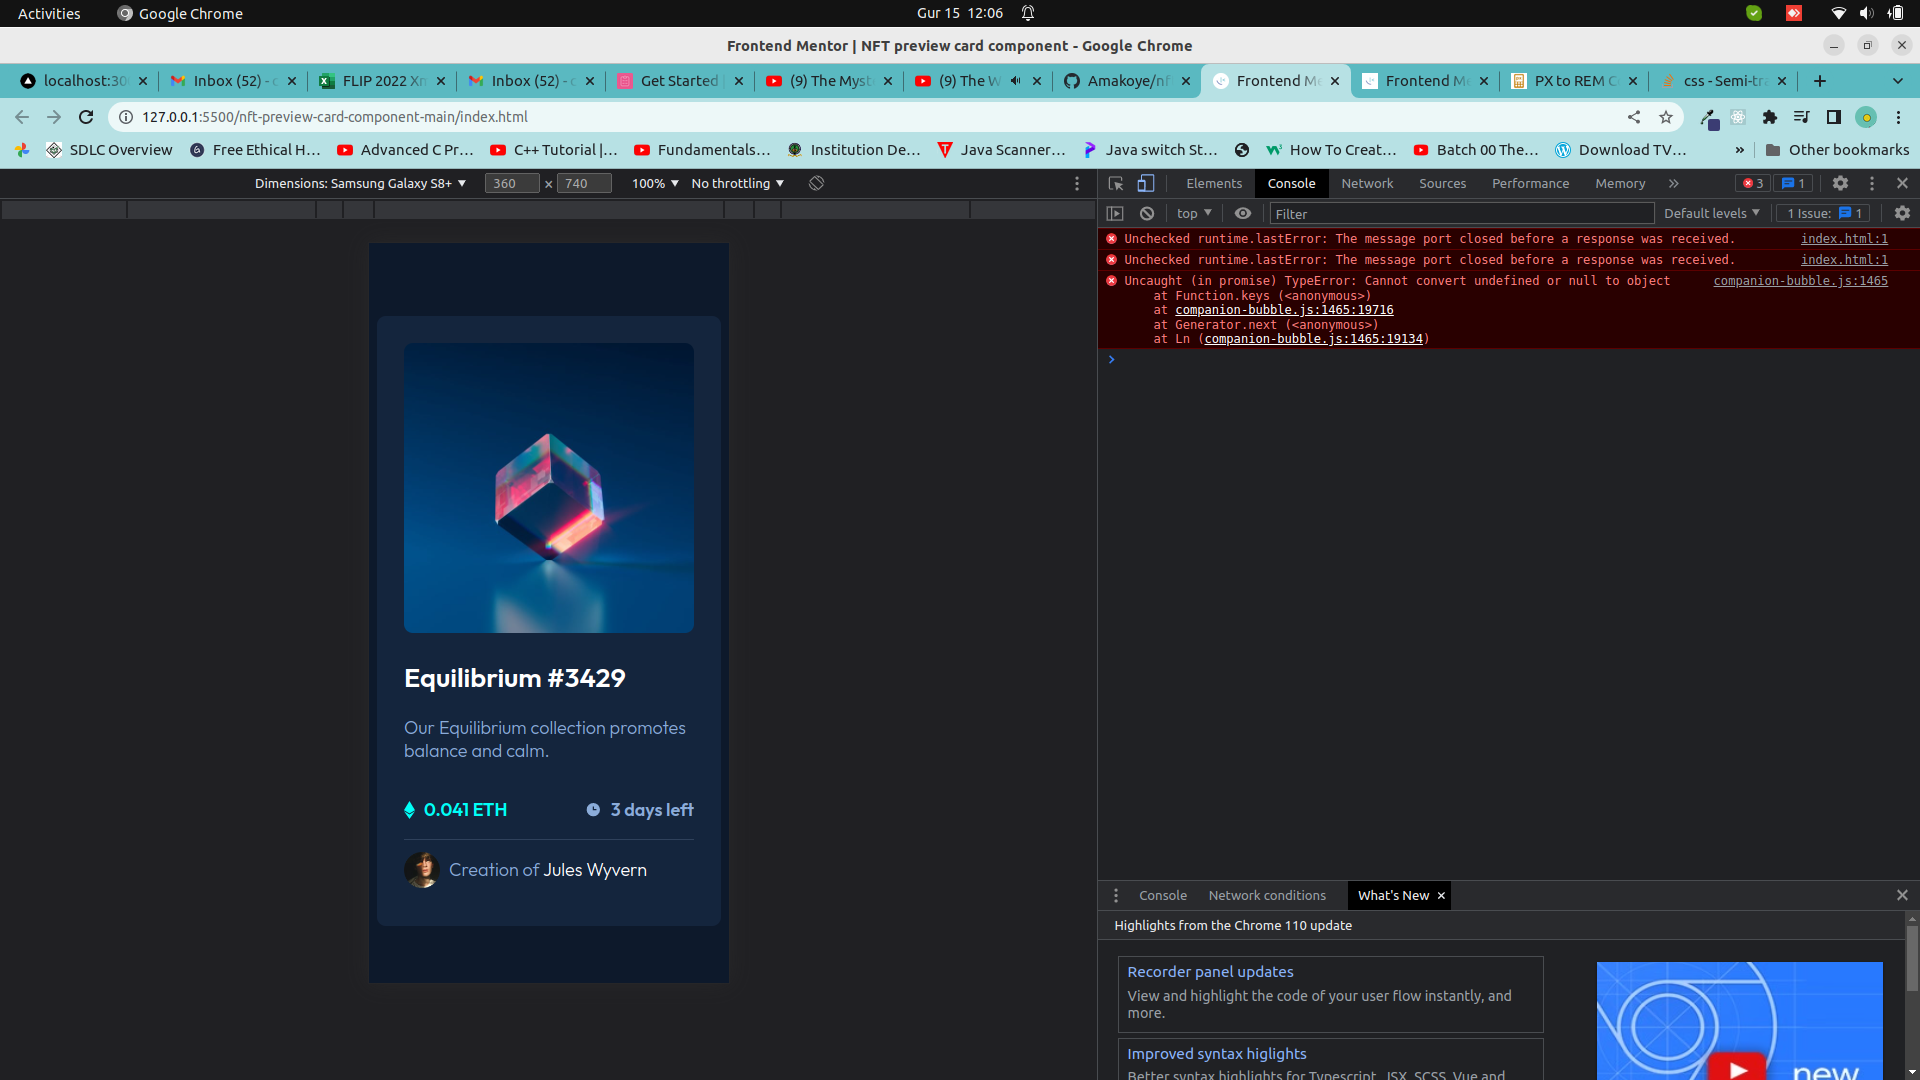 Activities
Google Chrome
Gur 15 12:06
Frontend Mentor | NFT preview card component - Google Chrome
localhost:30
Inbox (52) - c
FLIP 2022 Xm
Inbox (52) - c
Get Started |
(9) The Myst
(9) The W
Amakoye/nf
Frontend Me
Frontend Me
PX to REM Co
css - Semi-tra
127.0.0.1:5500/nft-preview-card-component-main/index.html
SDLC Overview
Free Ethical H...
Advanced C Pr...
C++ Tutorial |...
Fundamentals...
Institution De...
Java Scanner...
Java switch St...
How To Creat...
Batch 00 The...
Download TV...
»
Other bookmarks
Dimensions: Samsung Galaxy S8+ ▼
360 x 740
100% ▼
No throttling ▼
Elements
Console
Network
Sources
Performance
Memory
»
3
1
top ▼
Filter
Default levels ▼
1 Issue: 1
Unchecked runtime.lastError: The message port closed before a response was received. index.html:1
Unchecked runtime.lastError: The message port closed before a response was received. index.html:1
Uncaught (in promise) TypeError: Cannot convert undefined or null to object companion-bubble.js:1465
at Function.keys (<anonymous>)
at companion-bubble.js:1465:19716
at Generator.next (<anonymous>)
at Ln (companion-bubble.js:1465:19134)
Equilibrium #3429
Our Equilibrium collection promotes
balance and calm.
0.041 ETH
3 days left
Creation of Jules Wyvern
Console
Network conditions
What's New
Highlights from the Chrome 110 update
Recorder panel updates
View and highlight the code of your user flow instantly, and
more.
Improved syntax higlights
Better syntax highlights for Typescript, JSX, SCSS, Vue and
new